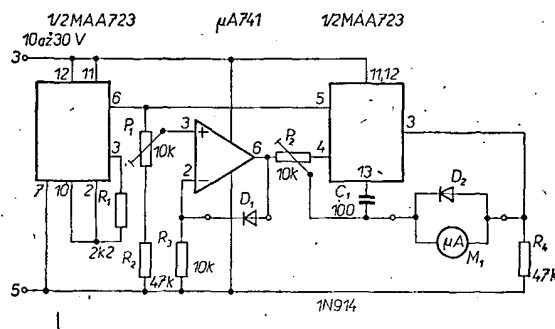 1/2MAA723 µA741 1/2MAA723
10až30 V
3
12 11
11,12
6
5
P₁
3
+
P₂
3
10k
6
10k
4
3
2
−
13
D₂
7 10 2 R₁
D₁
C₁
100
µA
M₁
2k2
R₂
R₃
47k
10k
R₄
47k
5
1N914